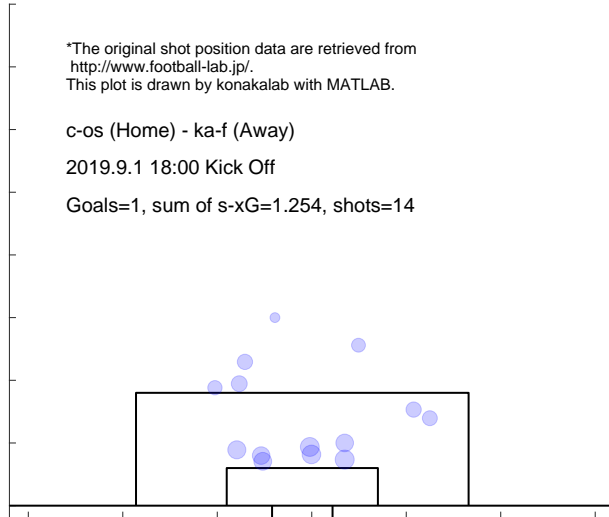 *The original shot position data are retrieved from
http://www.football-lab.jp/.
This plot is drawn by konakalab with MATLAB.
c-os (Home) - ka-f (Away)
2019.9.1 18:00 Kick Off
Goals=1, sum of s-xG=1.254, shots=14